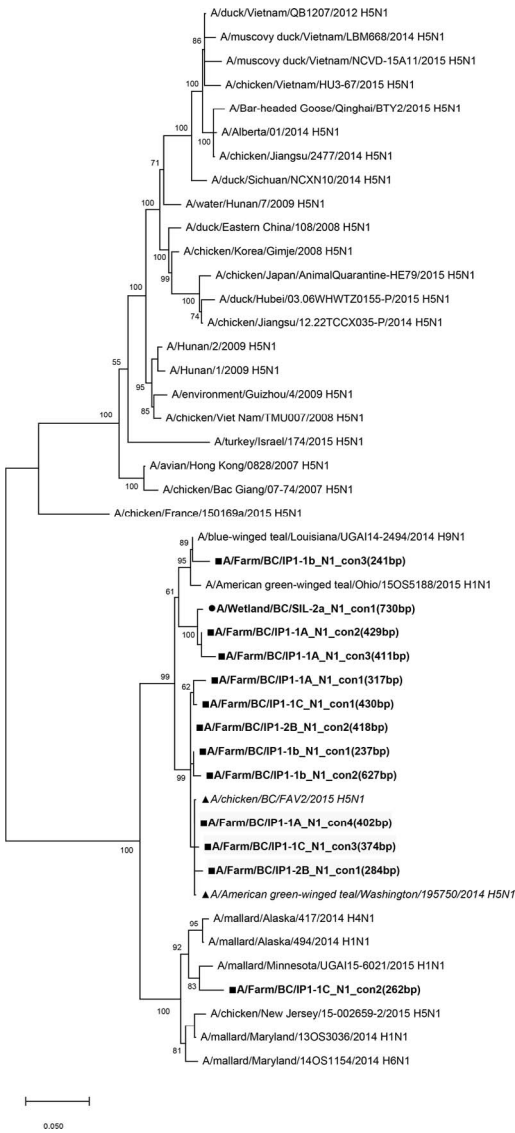 A/duck/Vietnam/QB1207/2012 H5N1
86
A/muscovy duck/Vietnam/LBM668/2014 H5N1
A/muscovy duck/Vietnam/NCVD-15A11/2015 H5N1
A/chicken/Vietnam/HU3-67/2015 H5N1
100
A/Bar-headed Goose/Qinghai/BTY2/2015 H5N1
A/Alberta/01/2014 H5N1
100
A/chicken/Jiangsu/2477/2014 H5N1
71
A/duck/Sichuan/NCXN10/2014 H5N1
100
A/water/Hunan/7/2009 H5N1
A/duck/Eastern China/108/2008 H5N1
100
A/chicken/Korea/Gimje/2008 H5N1
99
A/chicken/Japan/AnimalQuarantine-HE79/2015 H5N1
100
100
A/duck/Hubei/03.06WHWTZ0155-P/2015 H5N1
74
A/chicken/Jiangsu/12.22TCCX035-P/2014 H5N1
A/Hunan/2/2009 H5N1
55
A/Hunan/1/2009 H5N1
95
A/environment/Guizhou/4/2009 H5N1
85
100
A/chicken/Viet Nam/TMU007/2008 H5N1
A/turkey/Israel/174/2015 H5N1
A/avian/Hong Kong/0828/2007 H5N1
100
A/chicken/Bac Giang/07-74/2007 H5N1
A/chicken/France/150169a/2015 H5N1
A/blue-winged teal/Louisiana/UGAI14-2494/2014 H9N1
89
95
A/Farm/BC/IP1-1b_N1_con3(241bp)
A/American green-winged teal/Ohio/15OS5188/2015 H1N1
61
A/Wetland/BC/SIL-2a_N1_con1(730bp)
100
A/Farm/BC/IP1-1A_N1_con2(429bp)
A/Farm/BC/IP1-1A_N1_con3(411bp)
99
62
A/Farm/BC/IP1-1A_N1_con1(317bp)
A/Farm/BC/IP1-1C_N1_con1(430bp)
A/Farm/BC/IP1-2B_N1_con2(418bp)
A/Farm/BC/IP1-1b_N1_con1(237bp)
99
A/Farm/BC/IP1-1b_N1_con2(627bp)
A/chicken/BC/FAV2/2015 H5N1
A/Farm/BC/IP1-1A_N1_con4(402bp)
100
A/Farm/BC/IP1-1C_N1_con3(374bp)
A/Farm/BC/IP1-2B_N1_con1(284bp)
A/American green-winged teal/Washington/195750/2014 H5N1
A/mallard/Alaska/417/2014 H4N1
95
A/mallard/Alaska/494/2014 H1N1
92
A/mallard/Minnesota/UGAI15-6021/2015 H1N1
83
A/Farm/BC/IP1-1C_N1_con2(262bp)
100
A/chicken/New Jersey/15-002659-2/2015 H5N1
A/mallard/Maryland/13OS3036/2014 H1N1
81
A/mallard/Maryland/14OS1154/2014 H6N1
0.050